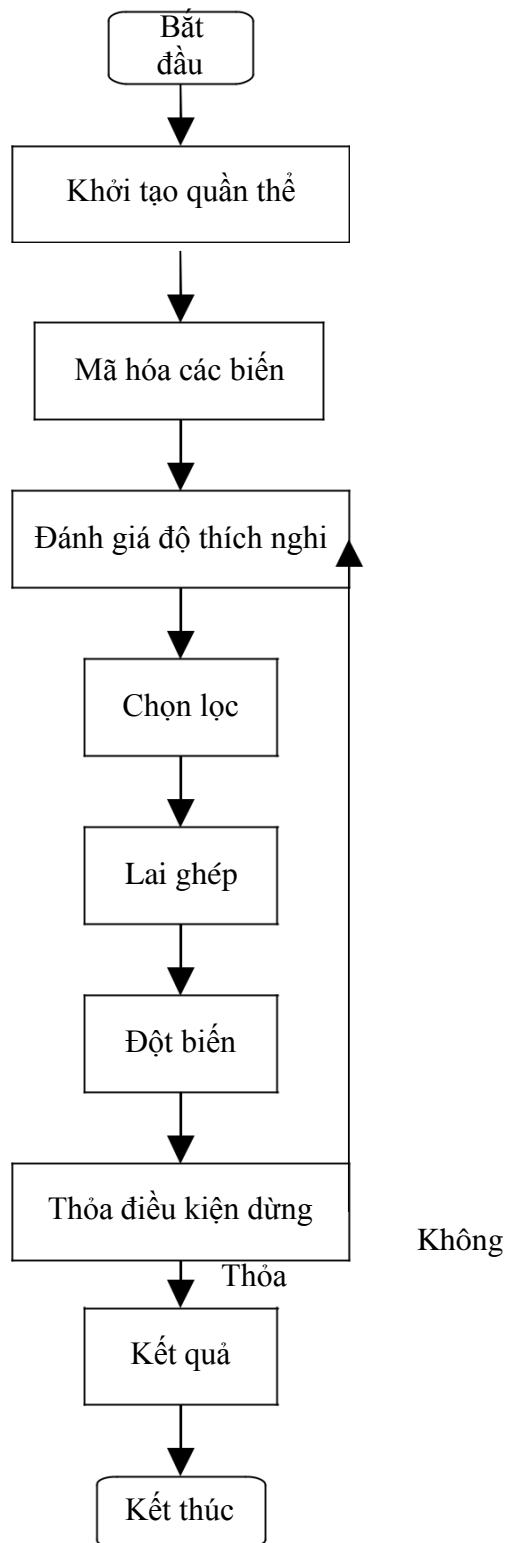 Bắt
đầu
Khởi tạo quần thể
Mã hóa các biến
Đánh giá độ thích nghi
Chọn lọc
Lai ghép
Đột biến
Thỏa điều kiện dừng
Không
Thỏa
Kết quả
Kết thúc